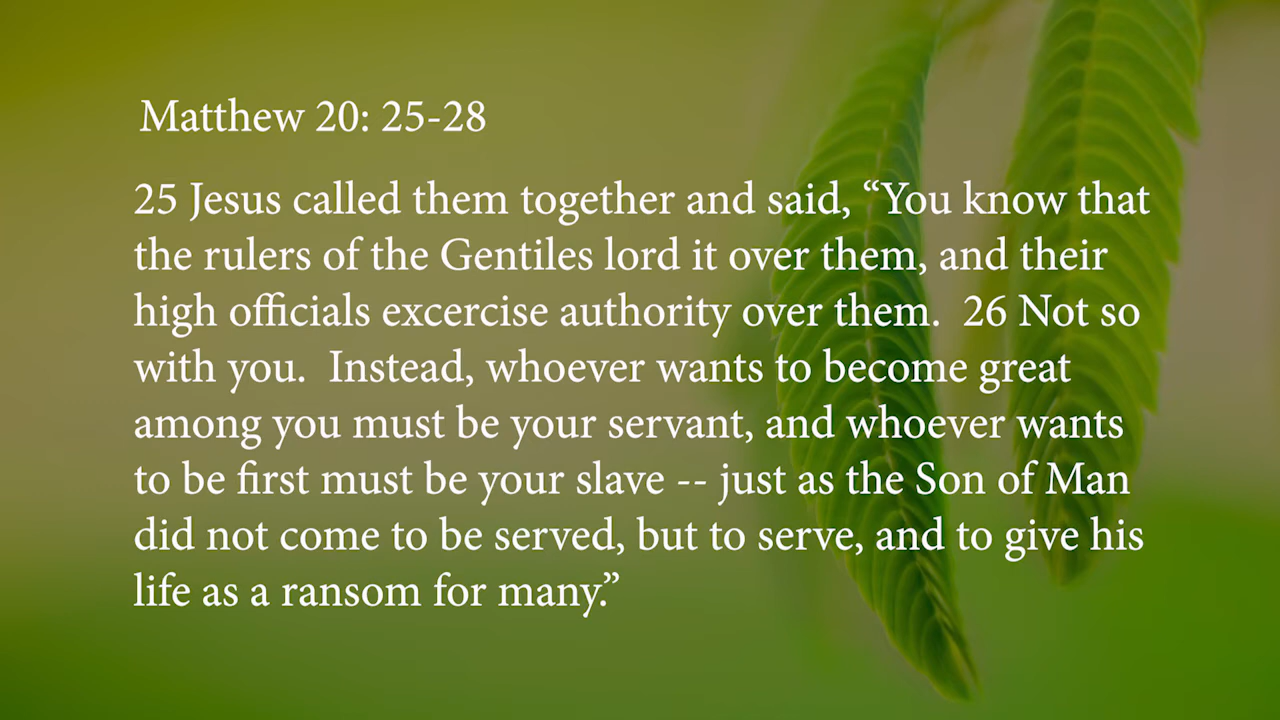 Matthew 20: 25-28
25 Jesus called them together and said, “You know that
the rulers of the Gentiles lord it over them, and their
high officials excercise authority over them.  26 Not so
with you.  Instead, whoever wants to become great
among you must be your servant, and whoever wants
to be first must be your slave -- just as the Son of Man
did not come to be served, but to serve, and to give his
life as a ransom for many.”